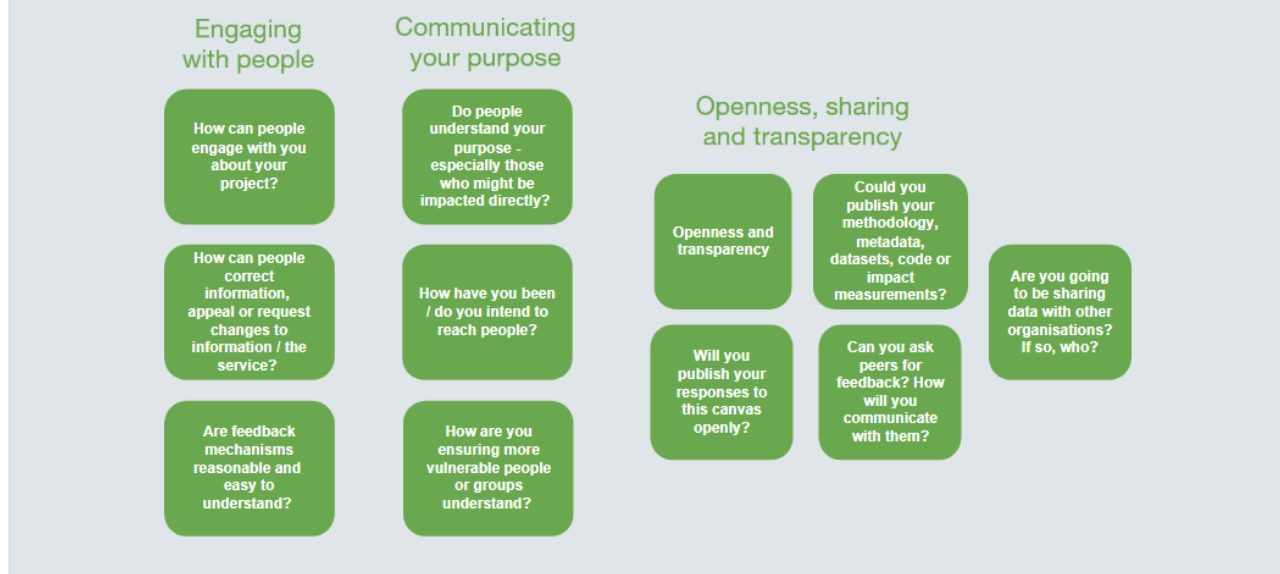 Engaging
with people
How can people
engage with you
about your
project?
How can people
correct
information,
appeal or request
changes to
information / the
service?
Are feedback
mechanisms
reasonable and
easy to
understand?
Communicating
your purpose
Do people
understand your
purpose -
especially those
who might be
impacted directly?
How have you been
/ do you intend to
reach people?
How are you
ensuring more
vulnerable people
or groups
understand?
Openness, sharing
and transparency
Openness and
transparency
Could you
publish your
methodology,
metadata,
datasets, code or
impact
measurements?
Will you
publish your
responses to
this canvas
openly?
Can you ask
peers for
feedback? How
will you
communicate
with them?
Are you going
to be sharing
data with other
organisations?
If so, who?